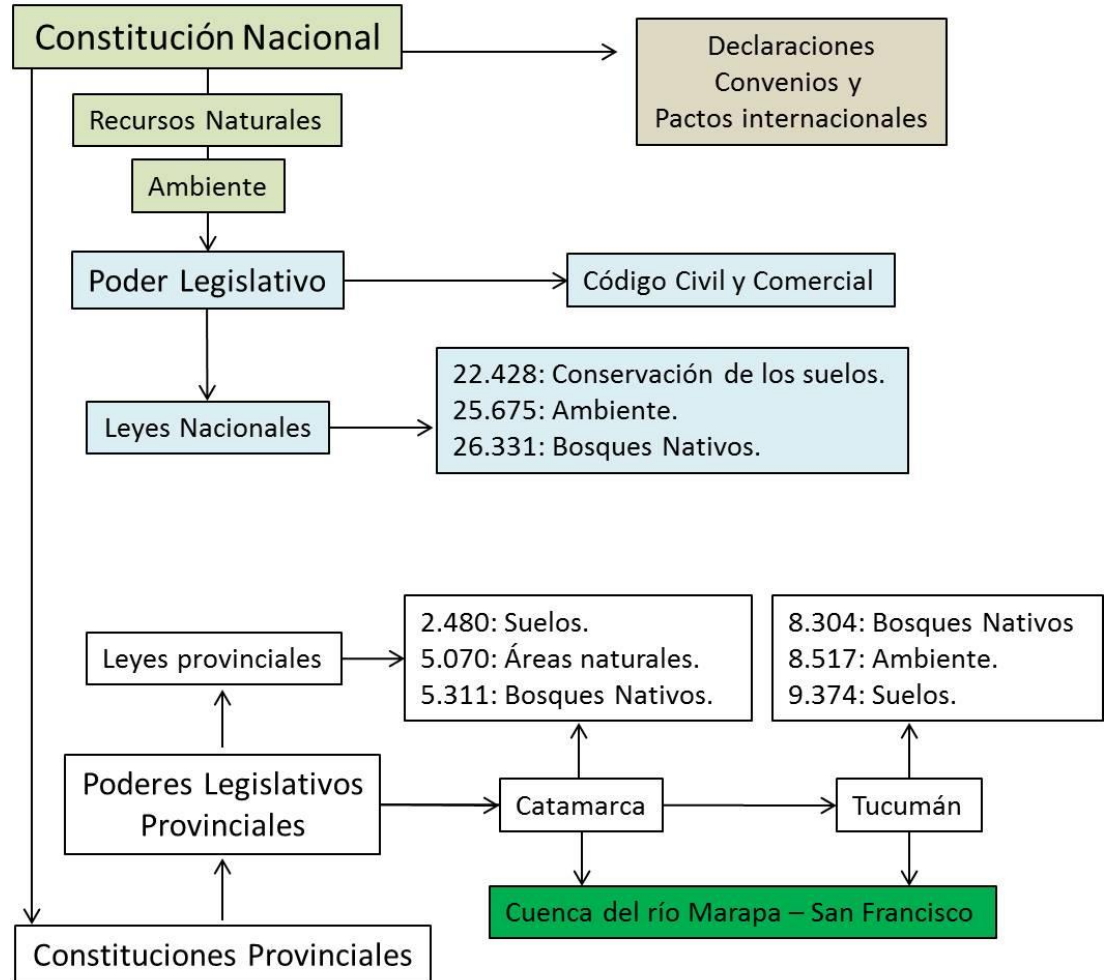 Constitución Nacional
Declaraciones
Convenios y
Pactos internacionales
Recursos Naturales
Ambiente
Poder Legislativo
Código Civil y Comercial
Leyes Nacionales
22.428: Conservación de los suelos.
25.675: Ambiente.
26.331: Bosques Nativos.
Leyes provinciales
2.480: Suelos.
5.070: Áreas naturales.
5.311: Bosques Nativos.
8.304: Bosques Nativos
8.517: Ambiente.
9.374: Suelos.
Poderes Legislativos
Provinciales
Catamarca
Tucumán
Cuenca del río Marapa – San Francisco
Constituciones Provinciales